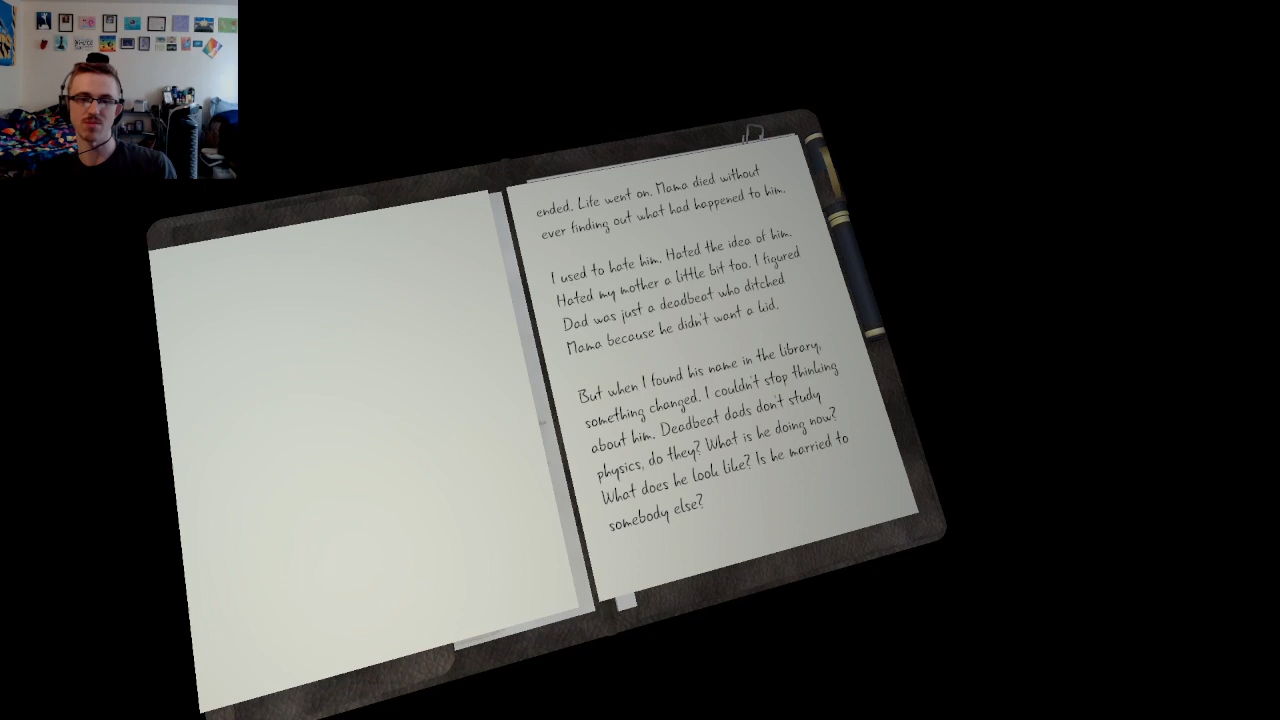 ended. Life went on. Mama died without
ever finding out what had happened to him.
I used to hate him. Hated the idea of him.
Hated my mother a little bit too. I figured
Dad was just a deadbeat who ditched
Mama because he didn't want a kid.
But when I found his name in the library,
something changed. I couldn't stop thinking
about him. Deadbeat dads don't study
physics, do they? What is he doing now?
What does he look like? Is he married to
somebody else?